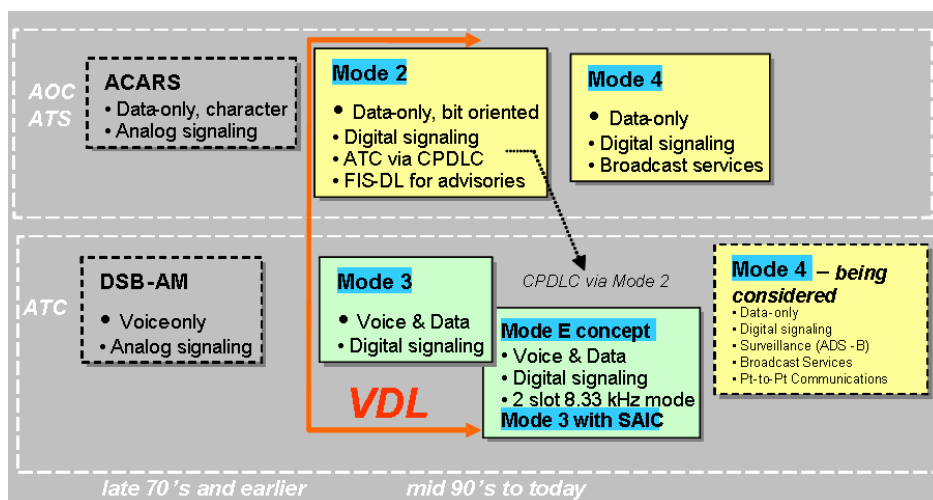 AOC
ATS
ACARS
• Data-only, character
• Analog signaling
Mode 2
• Data-only, bit oriented
• Digital signaling
• ATC via CPDLC
• FIS-DL for advisories
Mode 4
• Data-only
• Digital signaling
• Broadcast services
ATC
DSB-AM
• Voiceonly
• Analog signaling
Mode 3
• Voice & Data
• Digital signaling
CPDLC via Mode 2
Mode E concept
• Voice & Data
• Digital signaling
• 2 slot 8.33 kHz mode
Mode 3 with SAIC
Mode 4 – being
considered
• Data-only
• Digital signaling
• Surveillance (ADS -B)
• Broadcast Services
• Pt-to-Pt Communications
VDL
late 70's and earlier
mid 90's to today